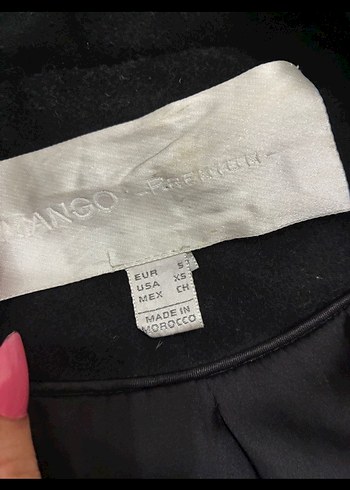 MANGO - PREMIUM -
EUR S
USA XS
MEX CH
MADE IN
MOROCCO